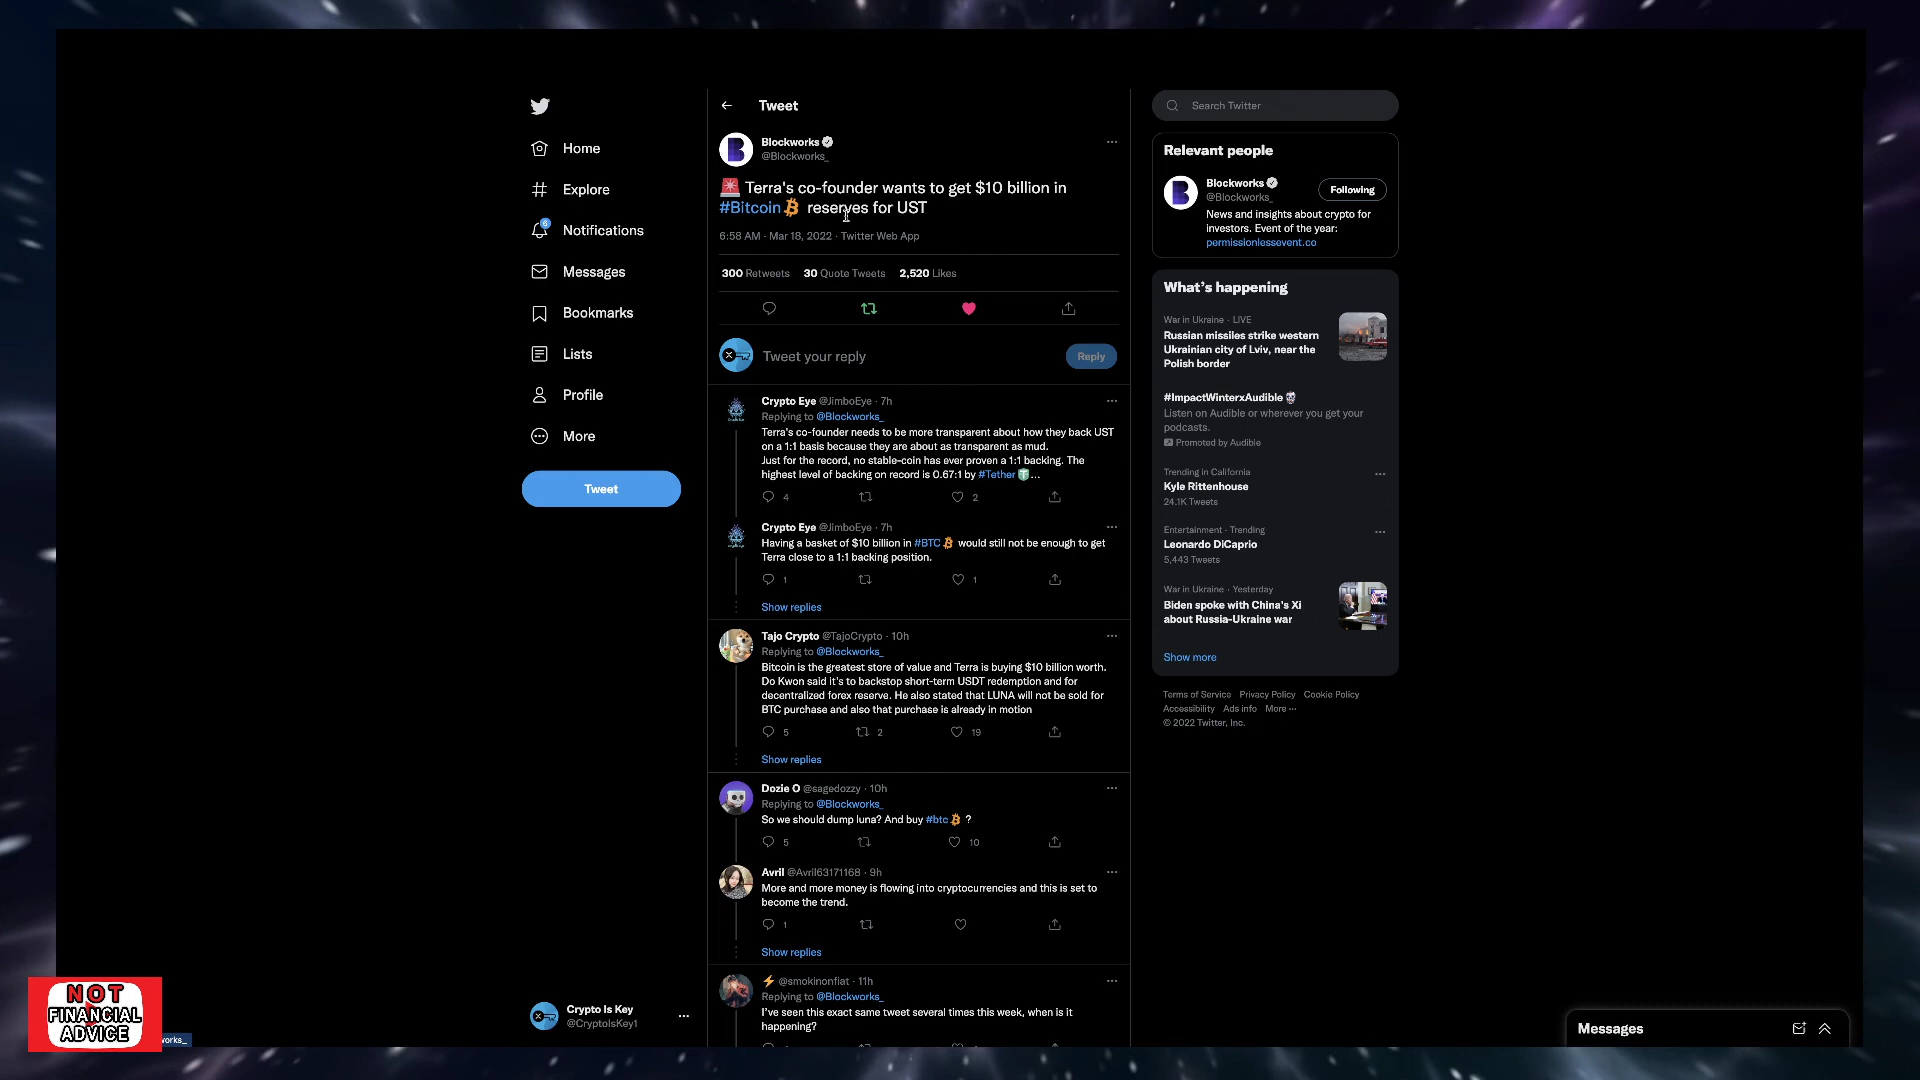 Home
Explore
6
Notifications
Messages
Bookmarks
Lists
Profile
More
Tweet
Crypto Is Key
@CryptoIsKey1
Tweet
Blockworks
@Blockworks_
Terra's co-founder wants to get $10 billion in
#Bitcoin reserves for UST
6:58 AM · Mar 18, 2022 · Twitter Web App
300 Retweets 30 Quote Tweets 2,520 Likes
Tweet your reply
Reply
Crypto Eye @JimboEye · 7h
Replying to @Blockworks_
Terra's co-founder needs to be more transparent about how they back UST
on a 1:1 basis because they are about as transparent as mud.
Just for the record, no stable-coin has ever proven a 1:1 backing. The
highest level of backing on record is 0.67:1 by #Tether ...
4 2
Crypto Eye @JimboEye · 7h
Having a basket of $10 billion in #BTC would still not be enough to get
Terra close to a 1:1 backing position.
1 1
Show replies
Tajo Crypto @TajoCrypto · 10h
Replying to @Blockworks_
Bitcoin is the greatest store of value and Terra is buying $10 billion worth.
Do Kwon said it's to backstop short-term USDT redemption and for
decentralized forex reserve. He also stated that LUNA will not be sold for
BTC purchase and also that purchase is already in motion
5 2 19
Show replies
Dozie O @sagedozzy · 10h
Replying to @Blockworks_
So we should dump luna? And buy #btc ?
5 10
Avril @Avril63171168 · 9h
More and more money is flowing into cryptocurrencies and this is set to
become the trend.
1
Show replies
⚡ @smokinonfiat · 11h
Replying to @Blockworks_
I've seen this exact same tweet several times this week, when is it
happening?
Search Twitter
Relevant people
Blockworks
@Blockworks_
Following
News and insights about crypto for
investors. Event of the year:
permissionlessevent.co
What's happening
War in Ukraine · LIVE
Russian missiles strike western
Ukrainian city of Lviv, near the
Polish border
#ImpactWinterxAudible
Listen on Audible or wherever you get your
podcasts.
Promoted by Audible
Trending in California
Kyle Rittenhouse
24.1K Tweets
Entertainment · Trending
Leonardo DiCaprio
5,443 Tweets
War in Ukraine · Yesterday
Biden spoke with China's Xi
about Russia-Ukraine war
Show more
Terms of Service Privacy Policy Cookie Policy
Accessibility Ads info More ···
© 2022 Twitter, Inc.
Messages
NOT
FINANCIAL
ADVICE
works_